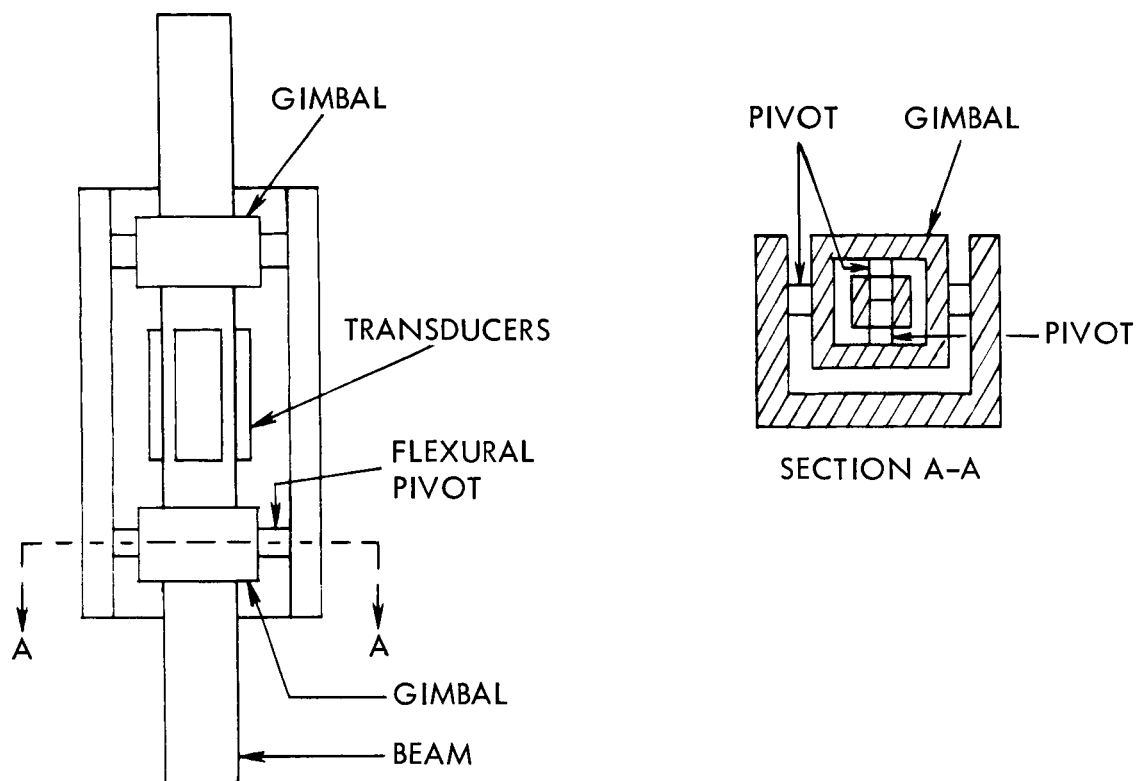 GIMBAL
TRANSDUCERS
FLEXURAL
PIVOT
A
A
GIMBAL
BEAM
PIVOT
GIMBAL
PIVOT
SECTION A-A